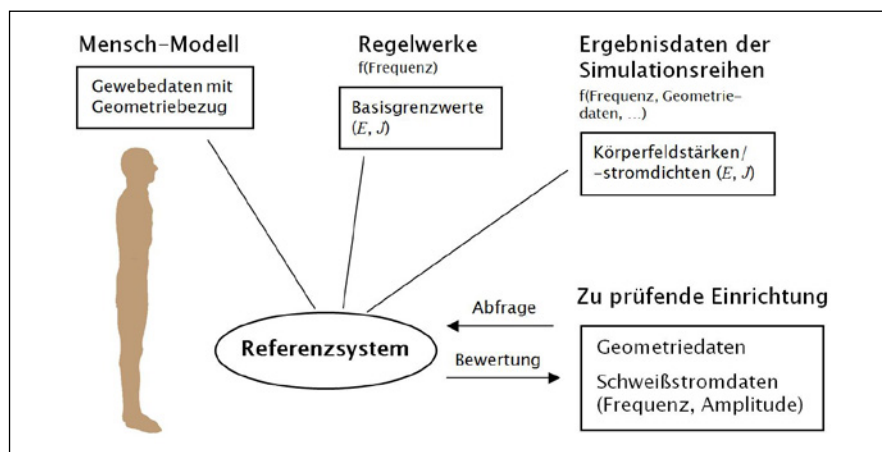 Mensch-Modell
Gewebedaten mit
Geometriebezug
Regelwerke
f(Frequenz)
Basisgrenzwerte
(E, J)
Ergebnisdaten der
Simulationsreihen
f(Frequenz, Geometrie-
daten, ...)
Körperfeldstärken/
-stromdichten (E, J)
Referenzsystem
Abfrage
Bewertung
Zu prüfende Einrichtung
Geometriedaten
Schweißstromdaten
(Frequenz, Amplitude)